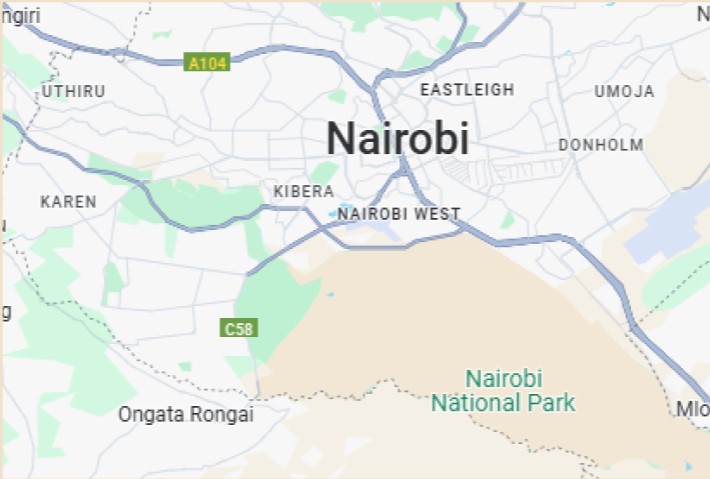 ngiri
N
A104
UTHIRU
EASTLEIGH
UMOJA
Nairobi
DONHOLM
KIBERA
KAREN
NAIROBI WEST
g
C58
Nairobi
National Park
Ongata Rongai
Mlo